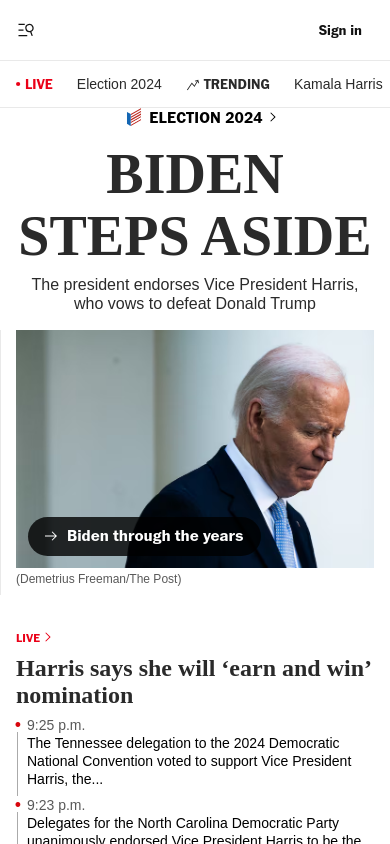 Sign in
LIVE
Election 2024
TRENDING
Kamala Harris
ELECTION 2024
BIDEN
STEPS ASIDE
The president endorses Vice President Harris,
who vows to defeat Donald Trump
Biden through the years
(Demetrius Freeman/The Post)
LIVE
Harris says she will ‘earn and win’
nomination
9:25 p.m.
The Tennessee delegation to the 2024 Democratic
National Convention voted to support Vice President
Harris, the...
9:23 p.m.
Delegates for the North Carolina Democratic Party
unanimously endorsed Vice President Harris to be the